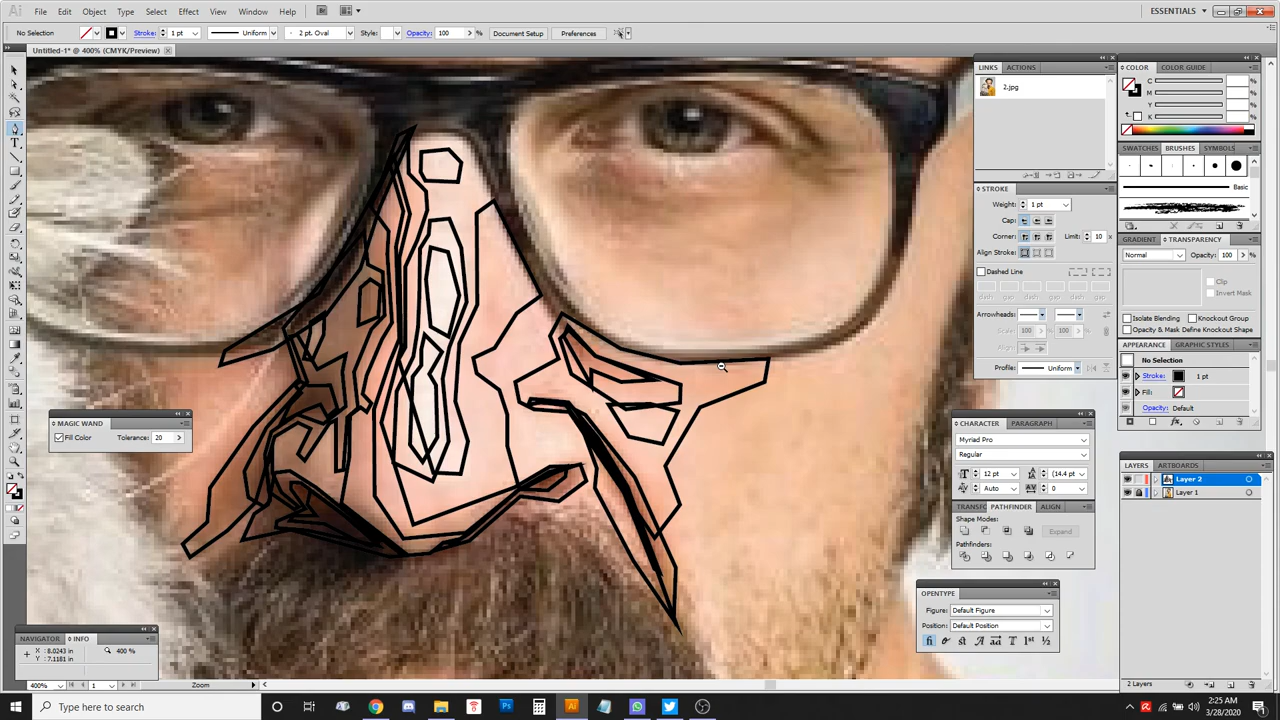 Ai File Edit Object Type Select Effect View Window Help Br ESSENTIALS
No Selection Stroke: 1 pt Uniform 2 pt. Oval Style: Opacity: 100 % Document Setup Preferences
Untitled-1* @ 400% (CMYK/Preview)
LINKS ACTIONS
2.jpg
COLOR COLOR GUIDE
C %
M %
Y %
K %
SWATCHES BRUSHES SYMBOLS
Basic
STROKE
Weight: 1 pt
Cap:
Corner: Limit: 10 x
Align Stroke:
Dashed Line
dash gap dash gap dash gap
Arrowheads:
Scale: 100 % 100 %
Align:
Profile: Uniform
GRADIENT TRANSPARENCY
Normal Opacity: 100 %
Clip
Invert Mask
Isolate Blending Knockout Group
Opacity & Mask Define Knockout Shape
APPEARANCE GRAPHIC STYLES
No Selection
Stroke: 1 pt
Fill:
Opacity: Default
MAGIC WAND
Fill Color Tolerance: 20
CHARACTER PARAGRAPH
Myriad Pro
Regular
12 pt (14.4 pt)
Auto 0
TRANSFC PATHFINDER ALIGN
Shape Modes:
Expand
Pathfinders:
LAYERS ARTBOARDS
Layer 2
Layer 1
2 Layers
OPENTYPE
Figure: Default Figure
Position: Default Position
NAVIGATOR INFO
X : 8.0243 in
Y : 7.1181 in
400 %
400% 1 Zoom
Type here to search
2:25 AM
3/28/2020